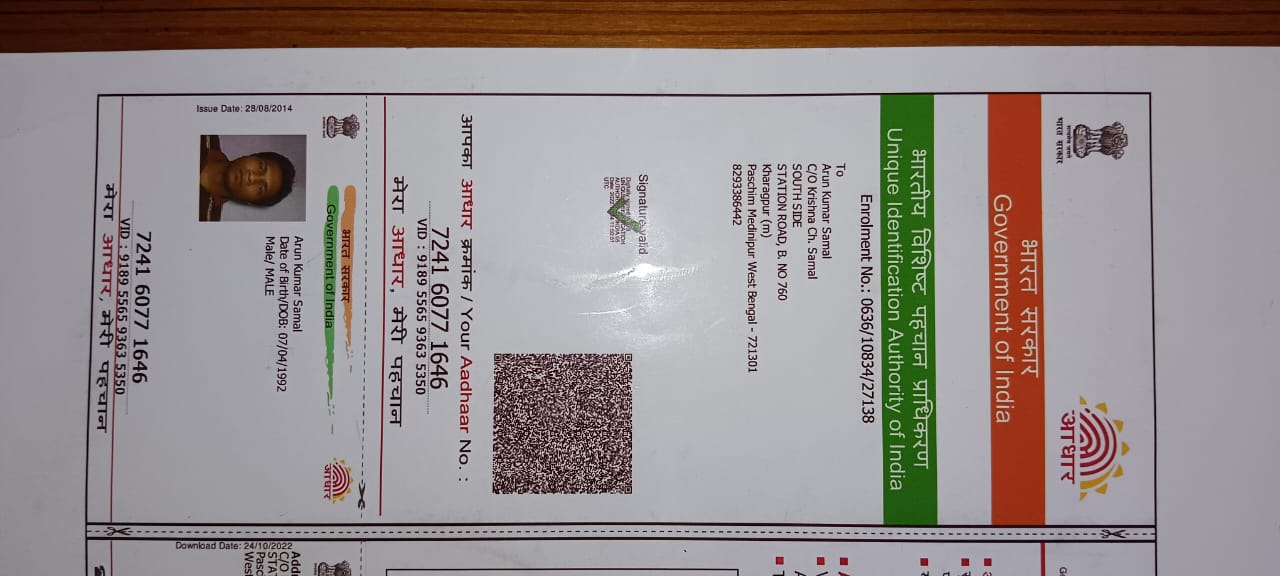 भारत सरकार
आधार
भारत सरकार
Government of India
भारतीय विशिष्ट पहचान प्राधिकरण
Unique Identification Authority of India
Enrolment No.: 0636/10834/27138
To
Arun Kumar Samal
C/O Krishna Ch. Samal
SOUTH SIDE
STATION ROAD, B. NO 760
Kharagpur (m)
Paschim Medinipur West Bengal - 721301
8293386442
Signature valid
आपका आधार क्रमांक / Your Aadhaar No. :
7241 6077 1646
VID : 9189 5565 9363 5350
मेरा आधार, मेरी पहचान
भारत सरकार
Government of India
आधार
Issue Date: 28/08/2014
Arun Kumar Samal
Date of Birth/DOB: 07/04/1992
Male/ MALE
7241 6077 1646
VID : 9189 5565 9363 5350
मेरा आधार, मेरी पहचान
Download Date: 24/10/2022
C/O